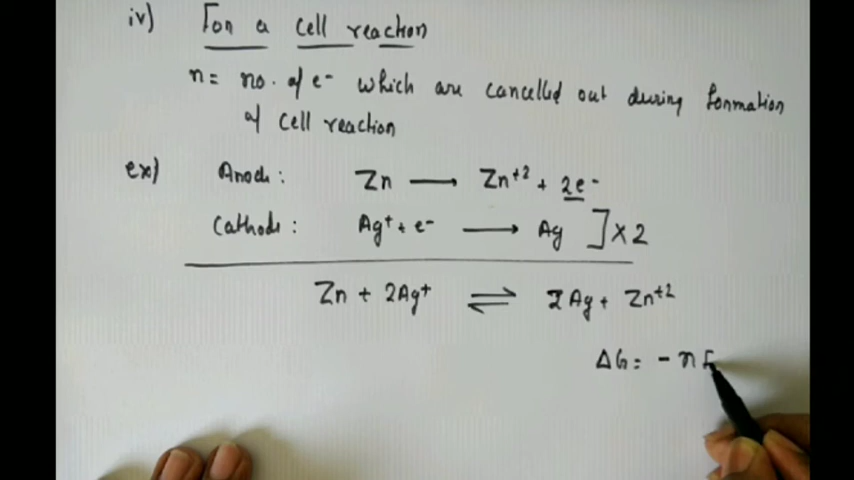 iv) For a cell reaction
n = no. of e- which are cancelled out during formation
of cell reaction
ex) Anode: Zn ⟶ Zn+2 + 2e-
Cathode: Ag+ + e- ⟶ Ag ] x 2
Zn + 2Ag+ ⇌ 2Ag + Zn+2
ΔG = - n F